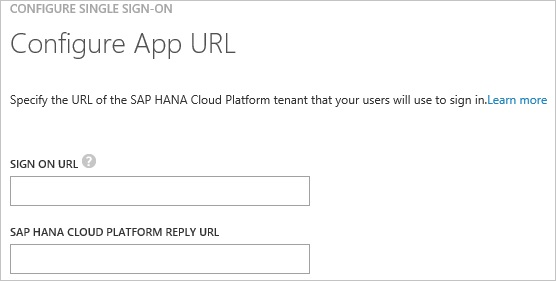 CONFIGURE SINGLE SIGN-ON
Configure App URL
Specify the URL of the SAP HANA Cloud Platform tenant that your users will use to sign in.Learn more
SIGN ON URL ?
SAP HANA CLOUD PLATFORM REPLY URL